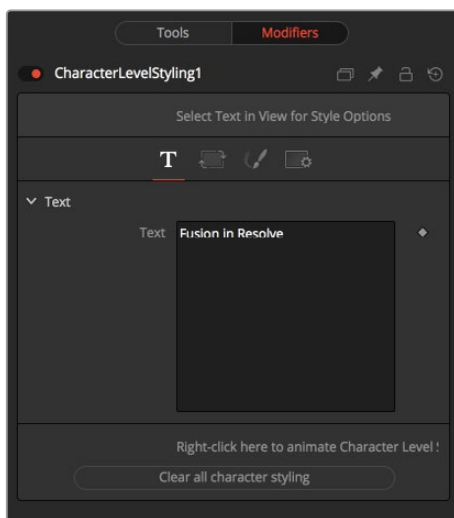 Tools Modifiers
CharacterLevelStyling1
Select Text in View for Style Options
T
Text
Text Fusion in Resolve
Right-click here to animate Character Level
Clear all character styling